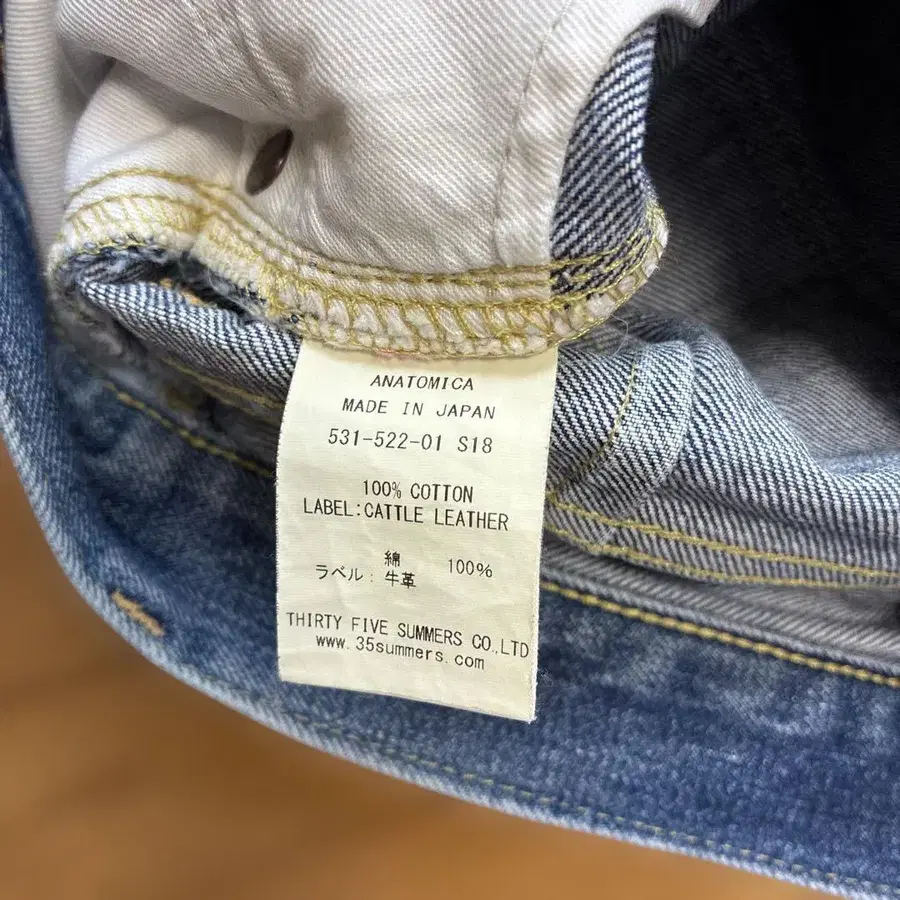 ANATOMICA
MADE IN JAPAN
531-522-01 S18
100% COTTON
LABEL:CATTLE LEATHER
綿 100%
ラベル:牛革
THIRTY FIVE SUMMERS CO.,LTD
www.35summers.com